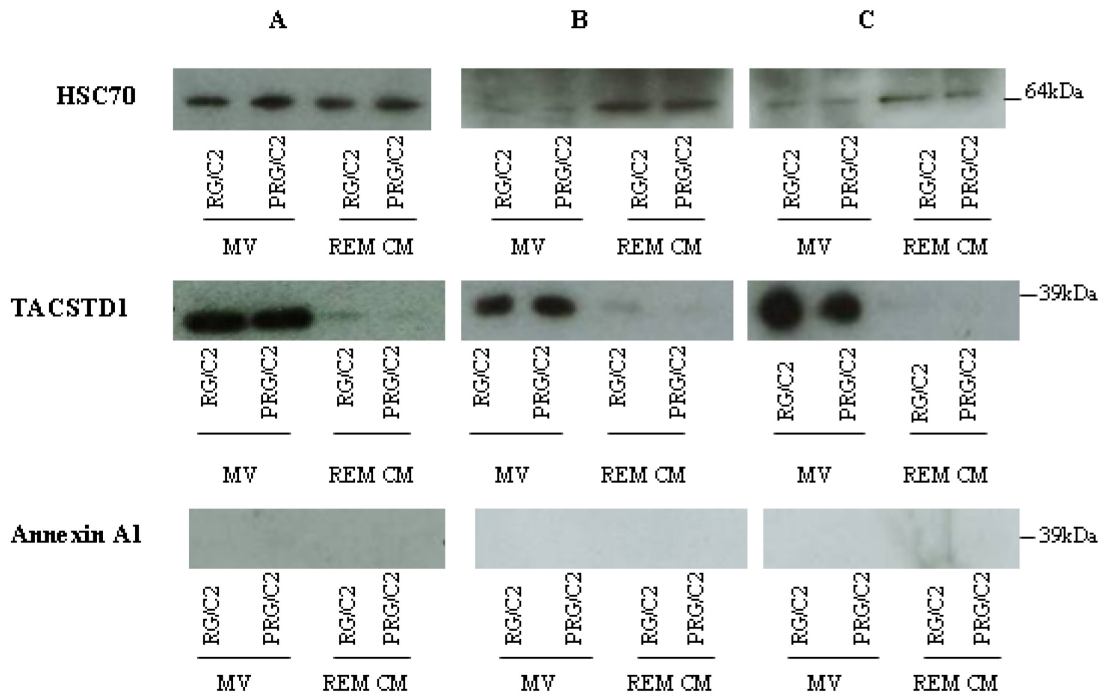 A B C
HSC70
64kDa
RG/C2 PRG/C2 RG/C2 PRG/C2 RG/C2 PRG/C2 RG/C2 PRG/C2 RG/C2 PRG/C2 RG/C2 PRG/C2
MV REM CM MV REM CM MV REM CM
TACSTD1
39kDa
RG/C2 PRG/C2 RG/C2 PRG/C2 RG/C2 PRG/C2 RG/C2 PRG/C2 RG/C2 PRG/C2 RG/C2 PRG/C2
MV REM CM MV REM CM MV REM CM
Annexin A1
39kDa
RG/C2 PRG/C2 RG/C2 PRG/C2 RG/C2 PRG/C2 RG/C2 PRG/C2 RG/C2 PRG/C2 RG/C2 PRG/C2
MV REM CM MV REM CM MV REM CM